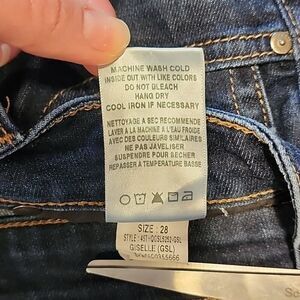 MACHINE WASH COLD
INSIDE OUT WITH LIKE COLORS
DO NOT BLEACH
HANG DRY
COOL IRON IF NECESSARY
NETTOYAGE A SEC RECOMMANDE
LAVER A LA MACHINE A L'EAU FROIDE
AVEC DES COULEURS SIMILAIRES
NE PAS JAVELISER
SUSPENDRE POUR SECHER
REPASSER A TEMPERATURE BASSE
SIZE : 28
GISELLE (GSL)